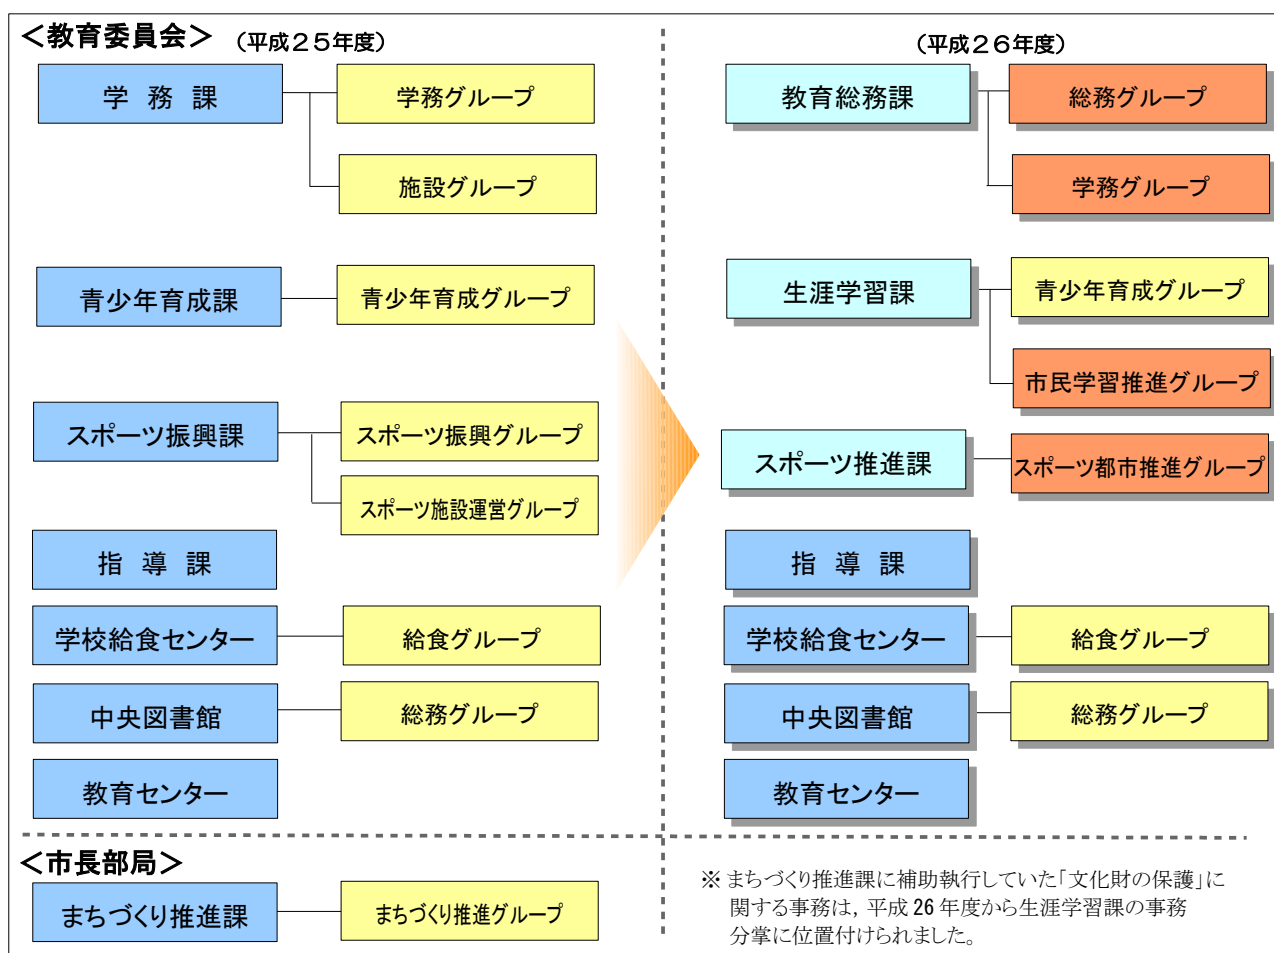 ＜教育委員会＞ （平成２５年度）
学 務 課
学務グループ
施設グループ
青少年育成課
青少年育成グループ
スポーツ振興課
スポーツ振興グループ
スポーツ施設運営グループ
指 導 課
学校給食センター
給食グループ
中央図書館
総務グループ
教育センター
（平成２６年度）
教育総務課
総務グループ
学務グループ
生涯学習課
青少年育成グループ
市民学習推進グループ
スポーツ推進課
スポーツ都市推進グループ
指 導 課
学校給食センター
給食グループ
中央図書館
総務グループ
教育センター
＜市長部局＞
まちづくり推進課
まちづくり推進グループ
※ まちづくり推進課に補助執行していた「文化財の保護」に
関する事務は，平成 26 年度から生涯学習課の事務
分掌に位置付けられました。